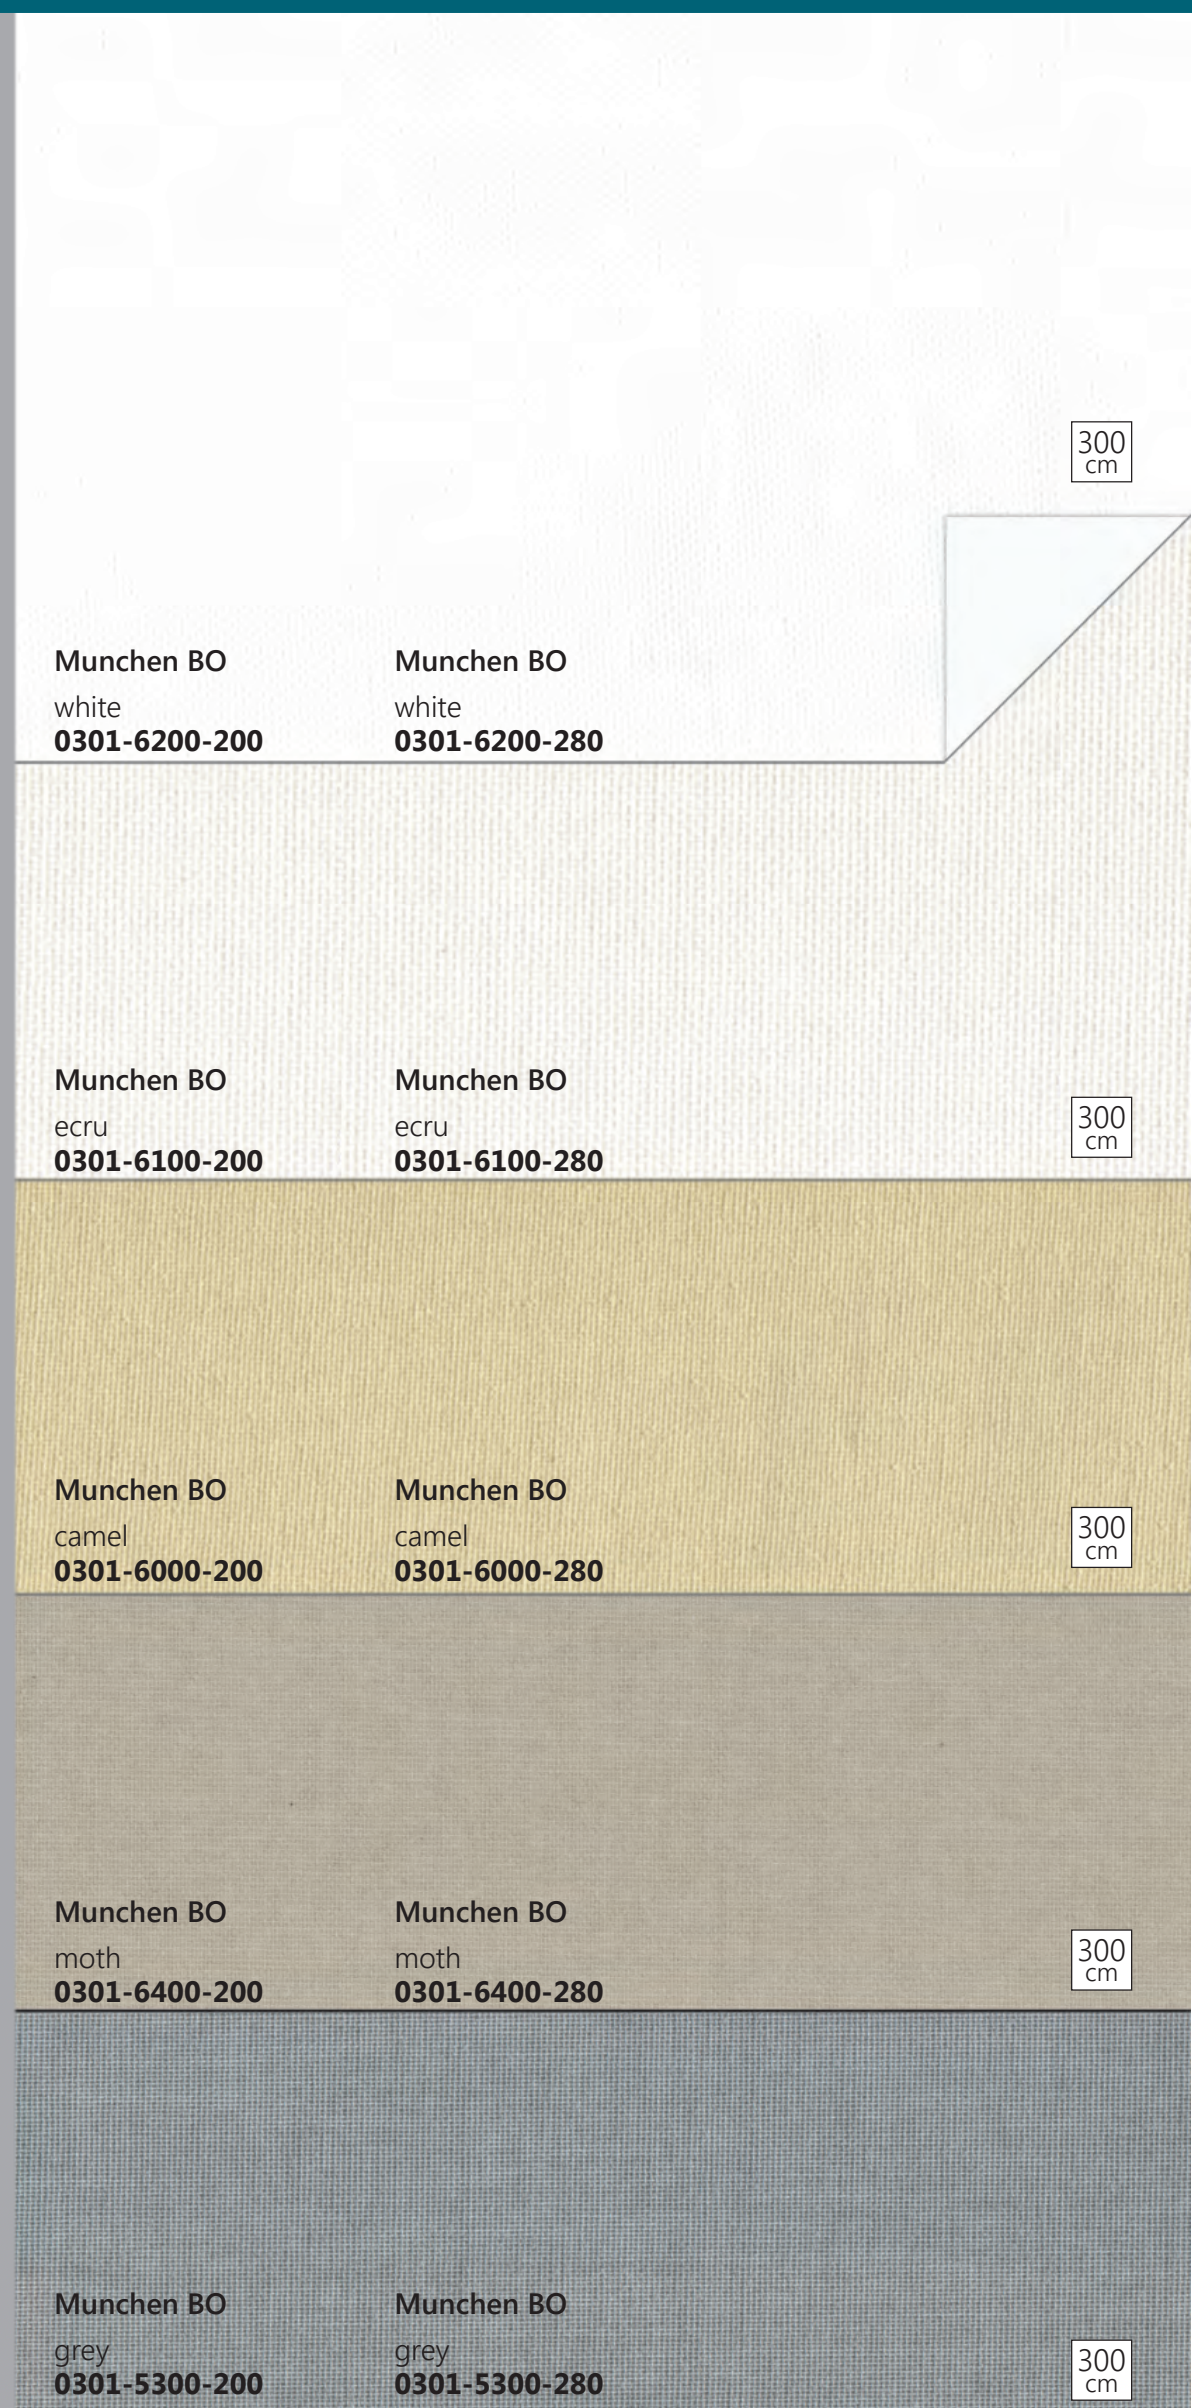 300
cm
Munchen BO
Munchen BO
white
white
0301-6200-200
0301-6200-280
Munchen BO
Munchen BO
ecru
ecru
0301-6100-200
0301-6100-280
300
cm
Munchen BO
Munchen BO
camel
camel
0301-6000-200
0301-6000-280
300
cm
Munchen BO
Munchen BO
moth
moth
0301-6400-200
0301-6400-280
300
cm
Munchen BO
Munchen BO
grey
grey
0301-5300-200
0301-5300-280
300
cm